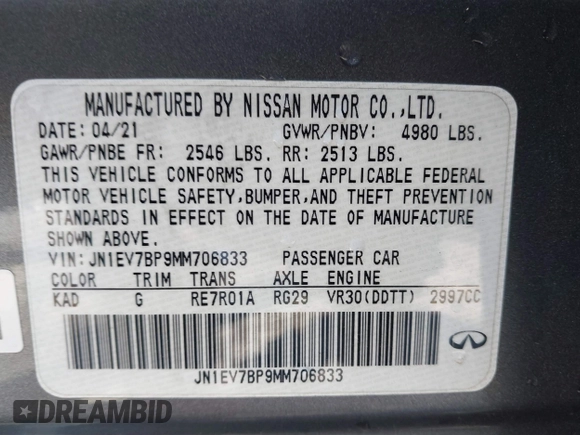 MANUFACTURED BY NISSAN MOTOR CO.,LTD.
DATE: 04/21 GVWR/PNBV: 4980 LBS.
GAWR/PNBE FR: 2546 LBS. RR: 2513 LBS.
THIS VEHICLE CONFORMS TO ALL APPLICABLE FEDERAL
MOTOR VEHICLE SAFETY,BUMPER,AND THEFT PREVENTION
STANDARDS IN EFFECT ON THE DATE OF MANUFACTURE
SHOWN ABOVE.
VIN: JN1EV7BP9MM706833 PASSENGER CAR
COLOR TRIM TRANS AXLE ENGINE
KAD G RE7R01A RG29 VR30(DDTT) 2997CC
JN1EV7BP9MM706833
DREAMBID